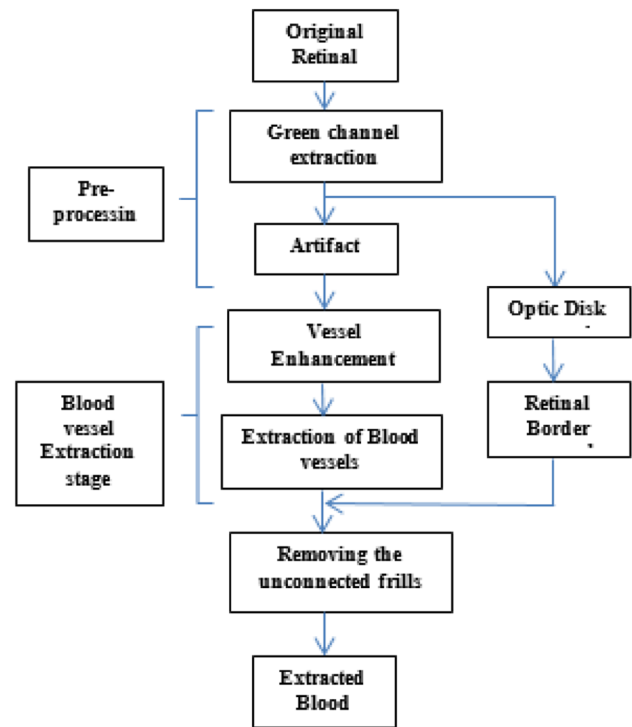 Original
Retinal
Green channel
extraction
Pre-
processin
Artifact
Optic Disk
Vessel
Enhancement
Blood
vessel
Extraction
stage
Retinal
Border
Extraction of Blood
vessels
Removing the
unconnected frills
Extracted
Blood